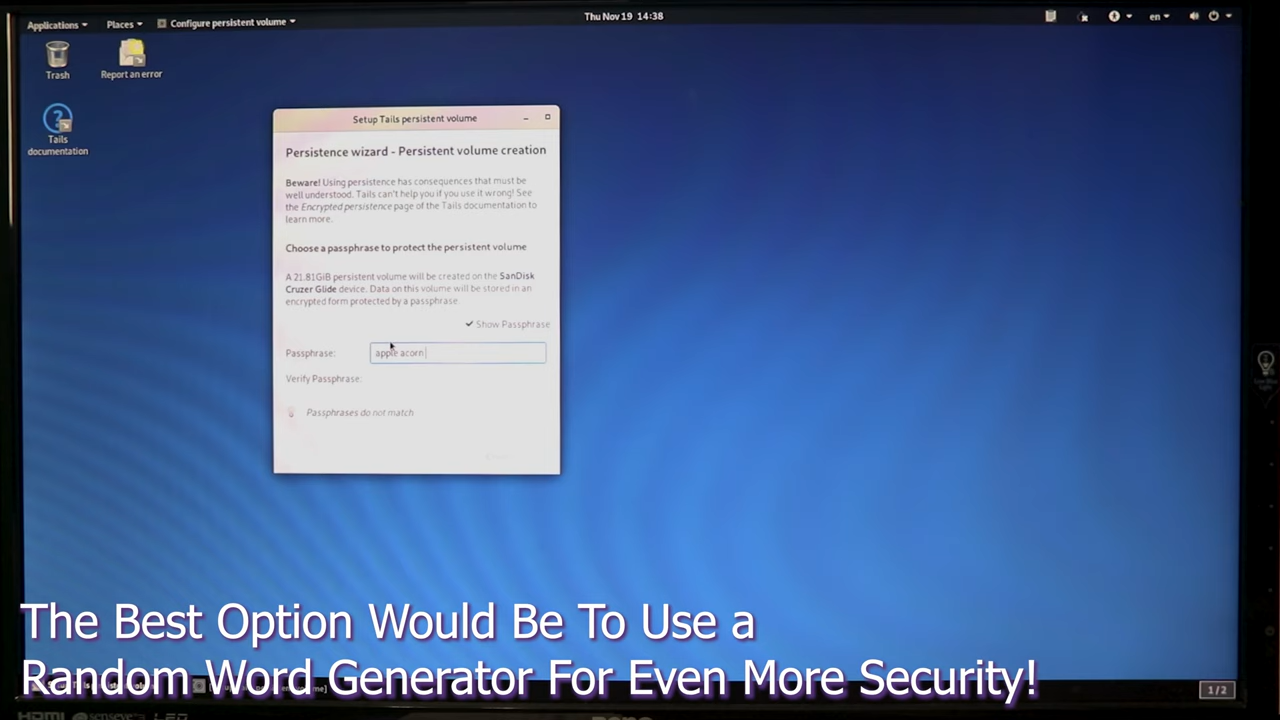 Applications Places Configure persistent volume Thu Nov 19 14:38 en
Trash
Report an error
Tails
documentation
Setup Tails persistent volume
Persistence wizard - Persistent volume creation
Beware! Using persistence has consequences that must be
well understood. Tails can't help you if you use it wrong! See
the Encrypted persistence page of the Tails documentation to
learn more.
Choose a passphrase to protect the persistent volume
A 21.81GiB persistent volume will be created on the SanDisk
Cruzer Glide device. Data on this volume will be stored in an
encrypted form protected by a passphrase.
Show Passphrase
Passphrase: apple acorn
Verify Passphrase:
Passphrases do not match
The Best Option Would Be To Use a
Random Word Generator For Even More Security!
1/2
HDMI